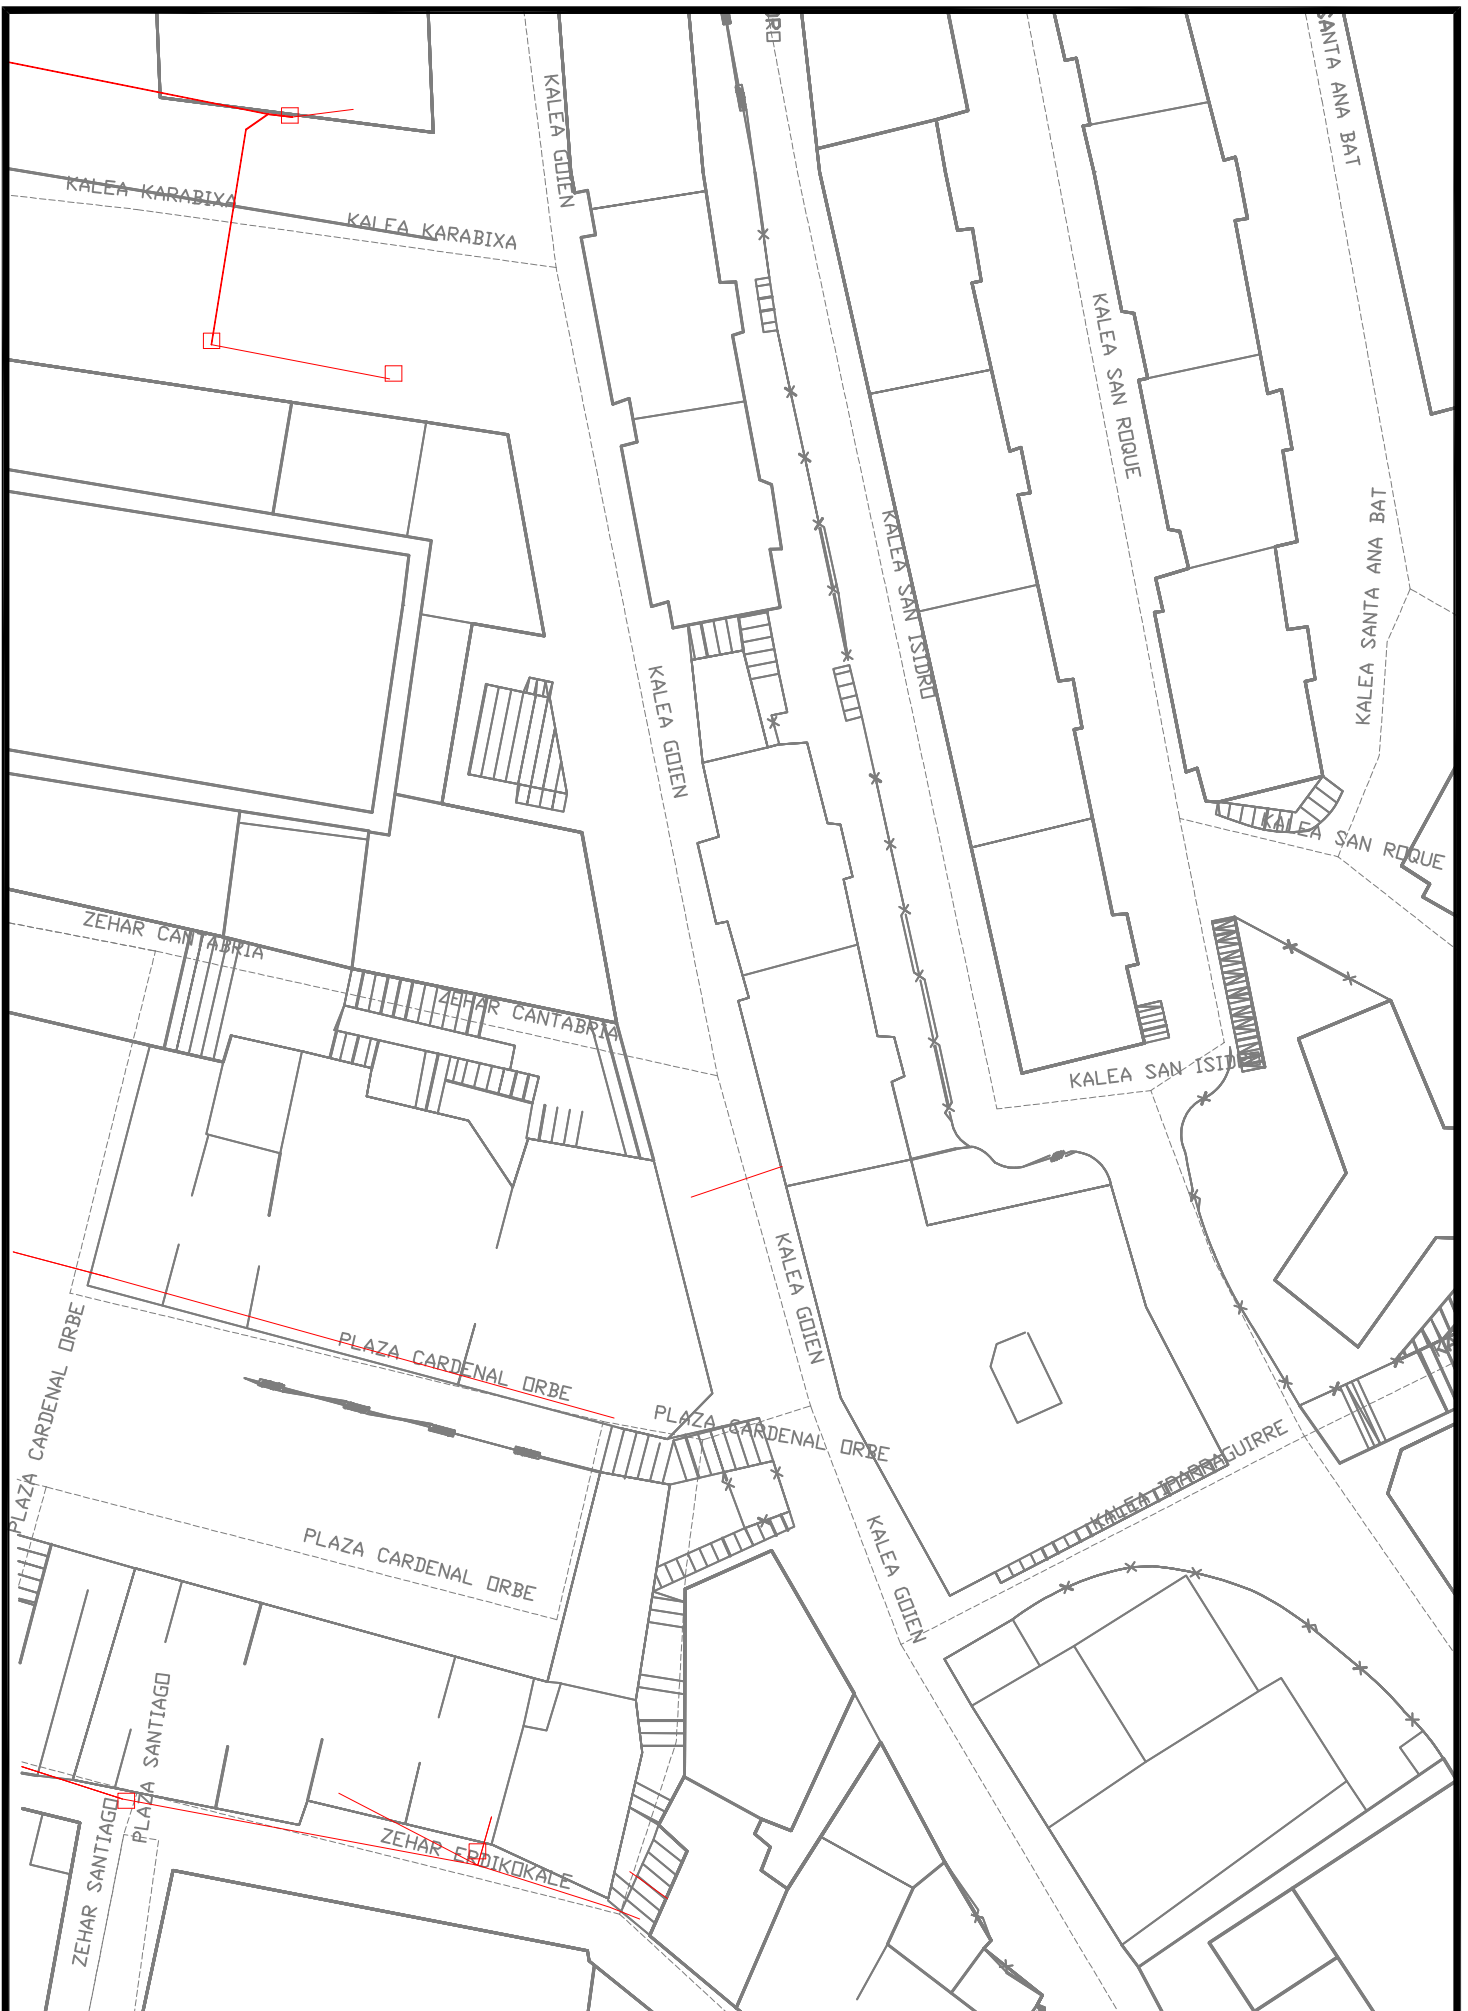 KALEA GOIEN
SANTA ANA BAT
KALEA KARABIXA
KALEA KARABIXA
KALEA SAN ROQUE
KALEA SANTA ANA BAT
KALEA SAN ISIDRO
KALEA GOIEN
KALEA SAN ROQUE
ZEHAR CANTABRIA
ZEHAR CANTABRIA
KALEA SAN ISIDRO
KALEA GOIEN
PLAZA CARDENAL ORBE
PLAZA CARDENAL ORBE
PLAZA CARDENAL ORBE
KALEA IPARRAGUIRRE
KALEA GOIEN
PLAZA CARDENAL ORBE
PLAZA SANTIAGO
ZEHAR SANTIAGO
ZEHAR ERDIKOKALE